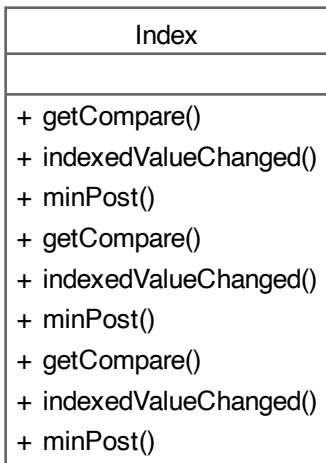 Index
+ getCompare()
+ indexedValueChanged()
+ minPost()
+ getCompare()
+ indexedValueChanged()
+ minPost()
+ getCompare()
+ indexedValueChanged()
+ minPost()